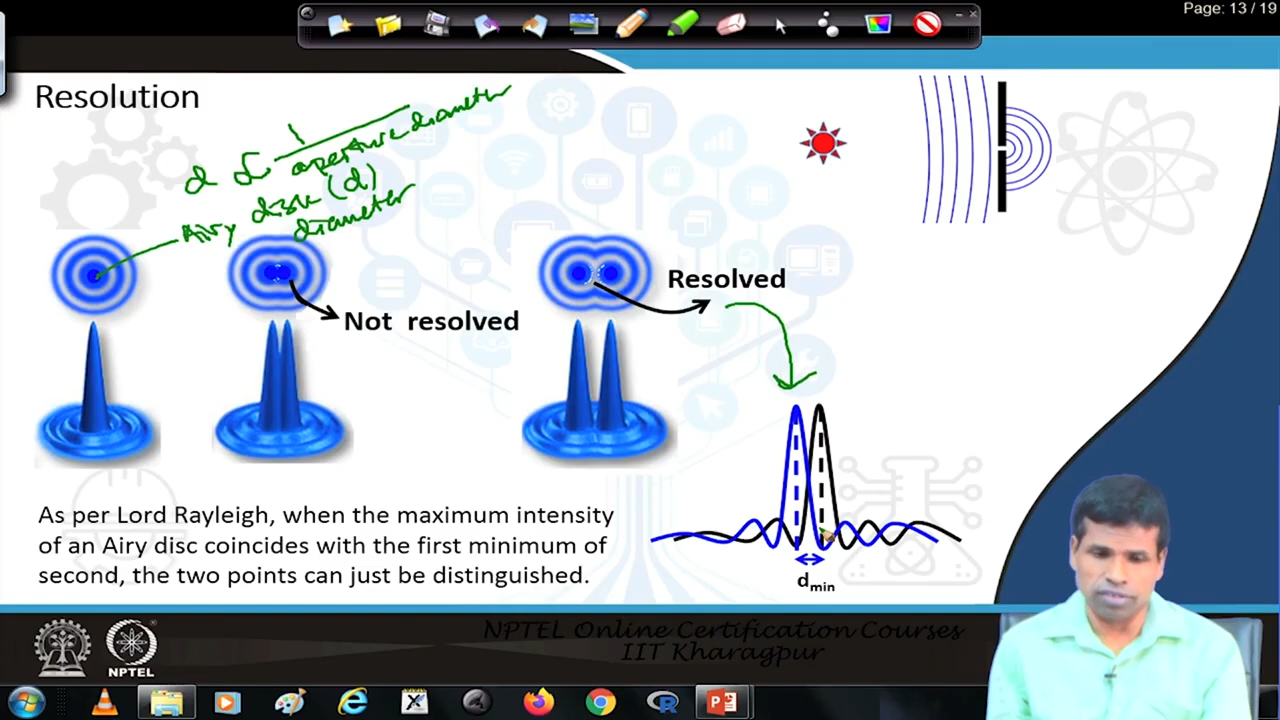 Page: 13 / 19
Resolution
d α 1
aperture diameter
Airy disk (d)
diameter
Resolved
Not resolved
As per Lord Rayleigh, when the maximum intensity
of an Airy disc coincides with the first minimum of
second, the two points can just be distinguished.
dmin
NPTEL Online Certification Courses
IIT Kharagpur
NPTEL